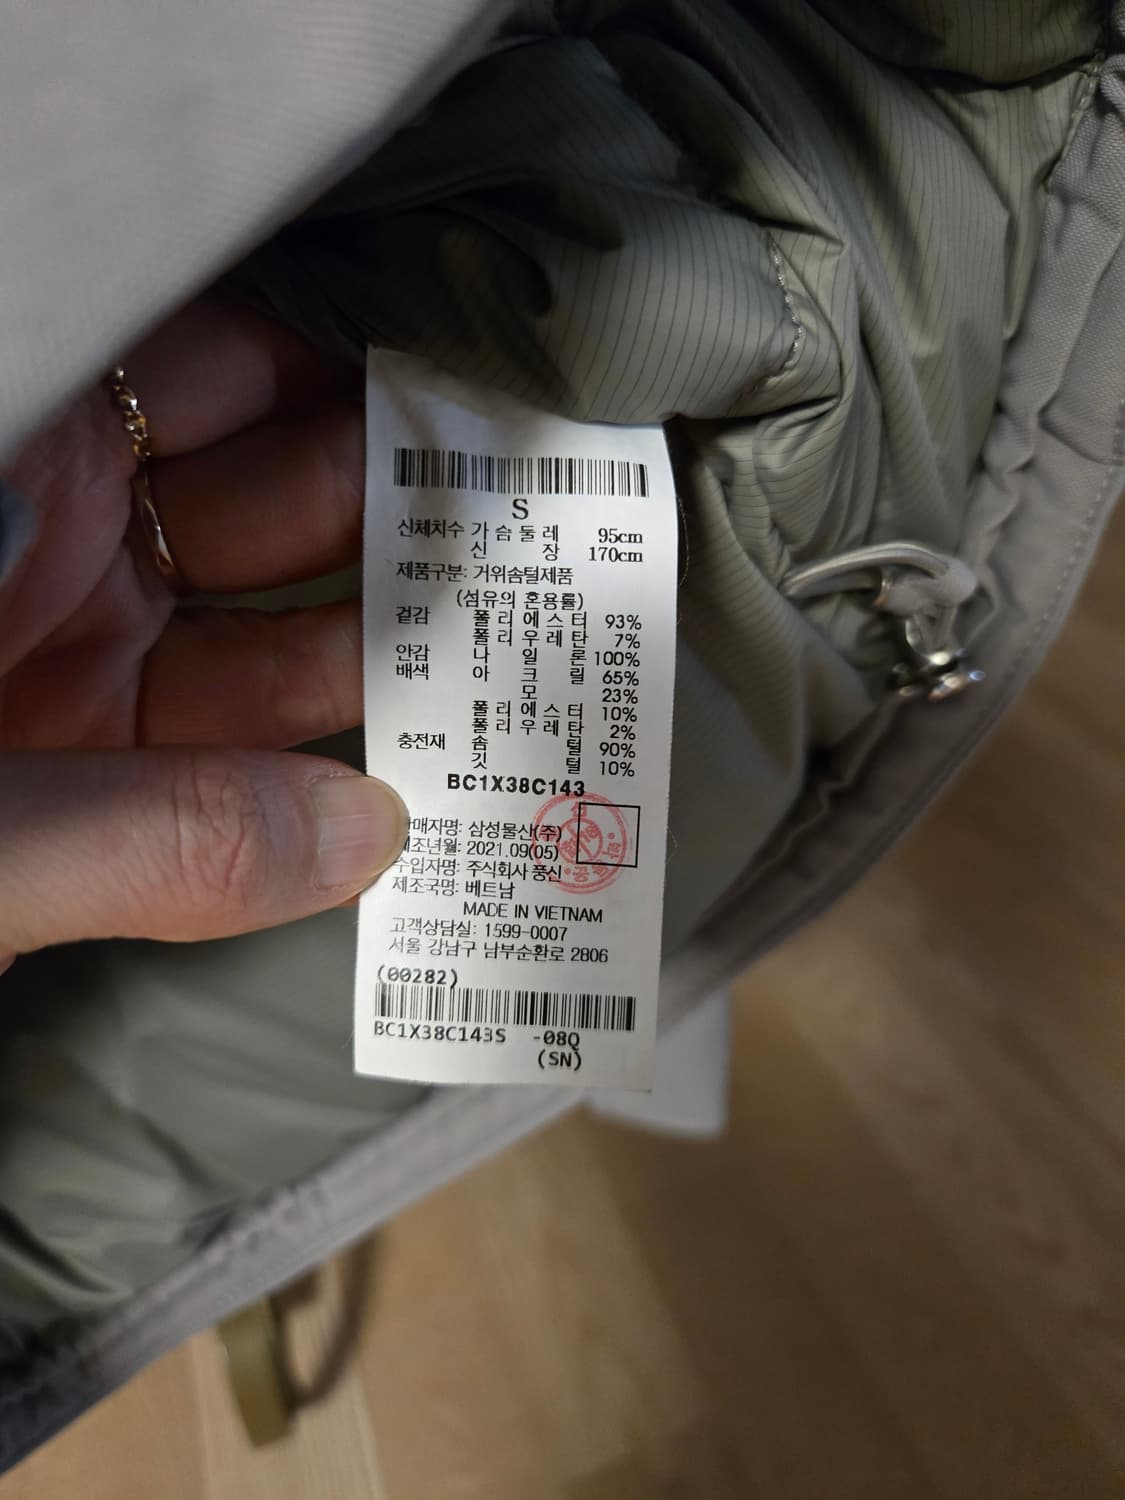 S
신체치수 가슴둘레 95cm
신장 170cm
제품구분: 거위솜털제품
(섬유의 혼용률)
겉감 폴리에스터 93%
폴리우레탄 7%
안감 나일론 100%
배색 아크릴 65%
모 23%
폴리에스터 10%
폴리우레탄 2%
충전재 솜털 90%
깃털 10%
BC1X38C143
판매자명: 삼성물산(주)
제조년월: 2021.09(05)
수입자명: 주식회사 풍신
제조국명: 베트남
MADE IN VIETNAM
고객상담실: 1599-0007
서울 강남구 남부순환로 2806
(00282)
BC1X38C143S -08Q
(SN)